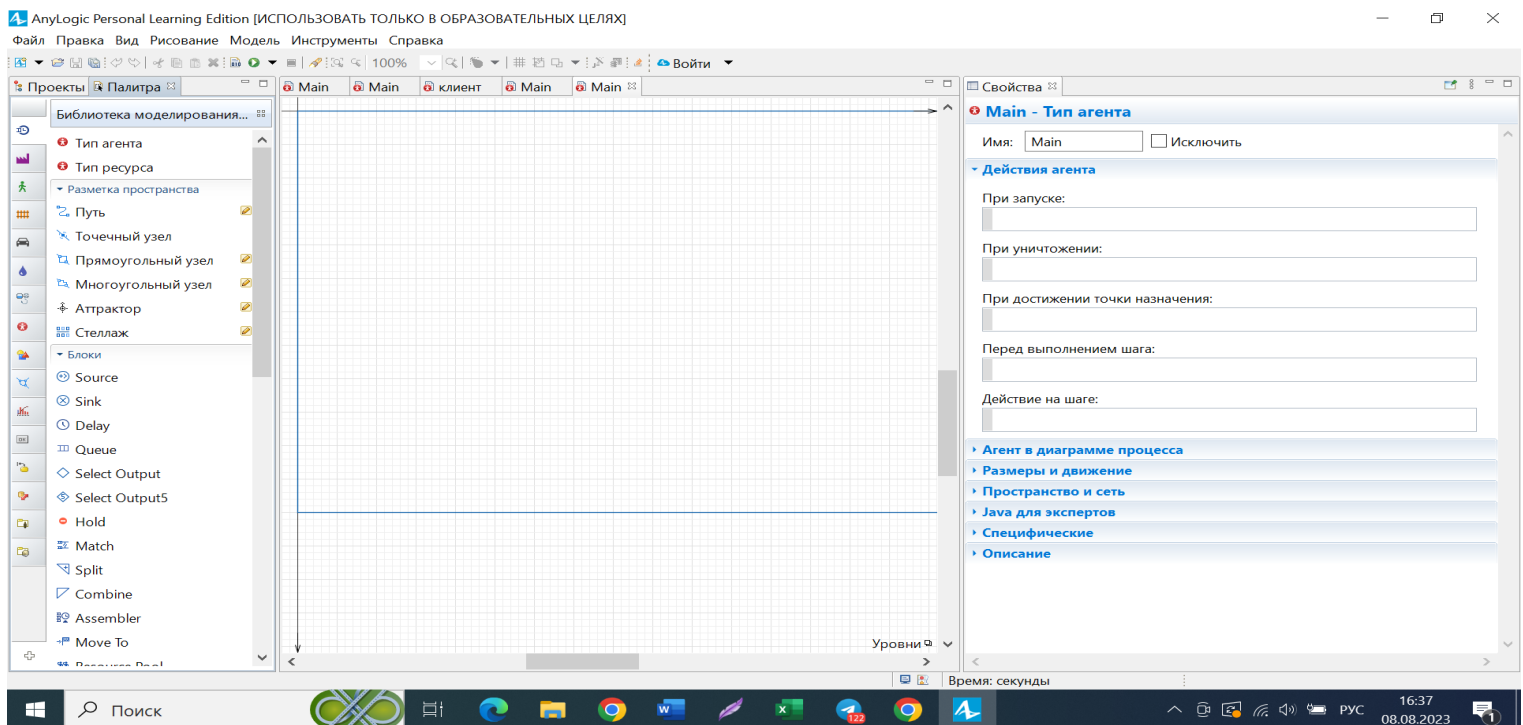 AnyLogic Personal Learning Edition [ИСПОЛЬЗОВАТЬ ТОЛЬКО В ОБРАЗОВАТЕЛЬНЫХ ЦЕЛЯХ]
Файл Правка Вид Рисование Модель Инструменты Справка
100% Войти
Проекты Палитра Main Main клиент Main Main Свойства
Библиотека моделирования...
Main - Тип агента
Тип агента
Имя: Main Исключить
Тип ресурса
Действия агента
Разметка пространства
При запуске:
Путь
Точечный узел
При уничтожении:
Прямоугольный узел
Многоугольный узел
При достижении точки назначения:
Аттрактор
Стеллаж
Перед выполнением шага:
Блоки
Source
Sink
Действие на шаге:
Delay
Queue
Агент в диаграмме процесса
Select Output
Размеры и движение
Select Output5
Пространство и сеть
Hold
Java для экспертов
Специфические
Match
Описание
Split
Combine
Assembler
Move To
Уровни
Resource Pool
Время: секунды
Поиск
122
РУС
16:37
08.08.2023
1